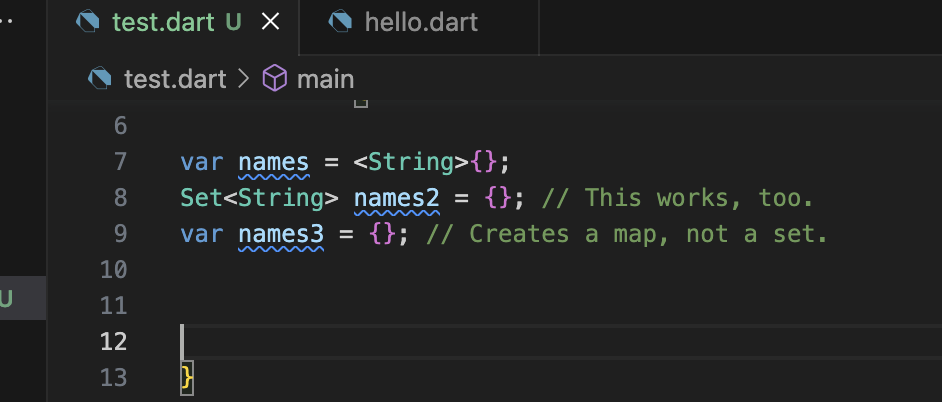 test.dart U
hello.dart
test.dart > main
6
7 var names = <String>{};
8 Set<String> names2 = {}; // This works, too.
9 var names3 = {}; // Creates a map, not a set.
10
11
12
13 }
U